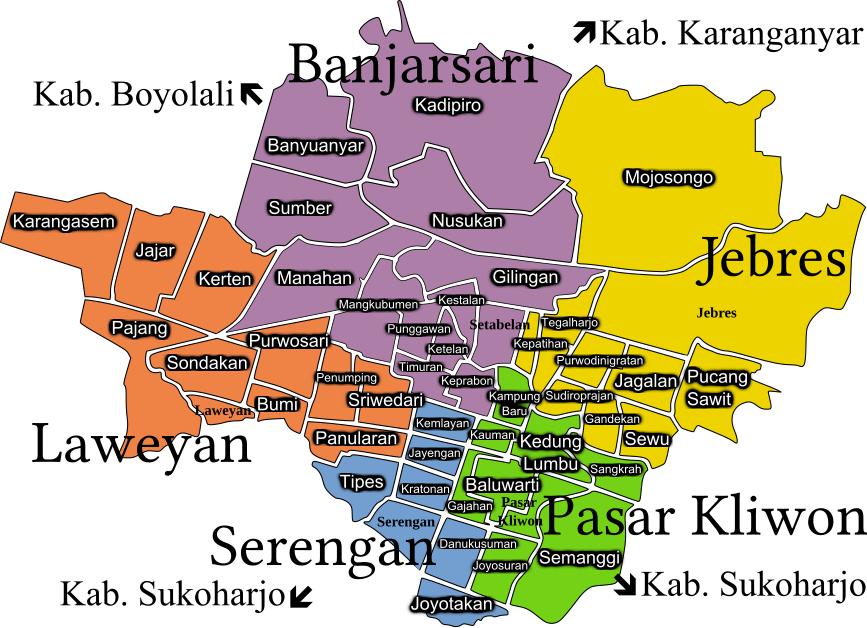 Kab. Karanganyar
Banjarsari
Kab. Boyolali
Kadipiro
Banyuanyar
Mojosongo
Sumber
Karangasem
Nusukan
Jajar
Jebres
Kerten
Manahan
Gilingan
Mangkubumen
Kestalan
Jebres
Pajang
Punggawan
Setabelan
Tegalharjo
Purwosari
Ketelan
Kepatihan
Sondakan
Timuran
Purwodinigratan
Penumping
Keprabon
Jagalan
Pucang
Sawit
Sriwedari
Kampung
Baru
Sudiroprajan
Laweyan
Bumi
Kemlayan
Gandekan
Laweyan
Panularan
Kauman
Kedung
Lumbu
Sewu
Jayengan
Sangkrah
Tipes
Kratonan
Baluwarti
Gajahan
Pasar
Kliwon
Pasar Kliwon
Serengan
Serengan
Danukusuman
Semanggi
Joyosuran
Kab. Sukoharjo
Kab. Sukoharjo
Joyotakan